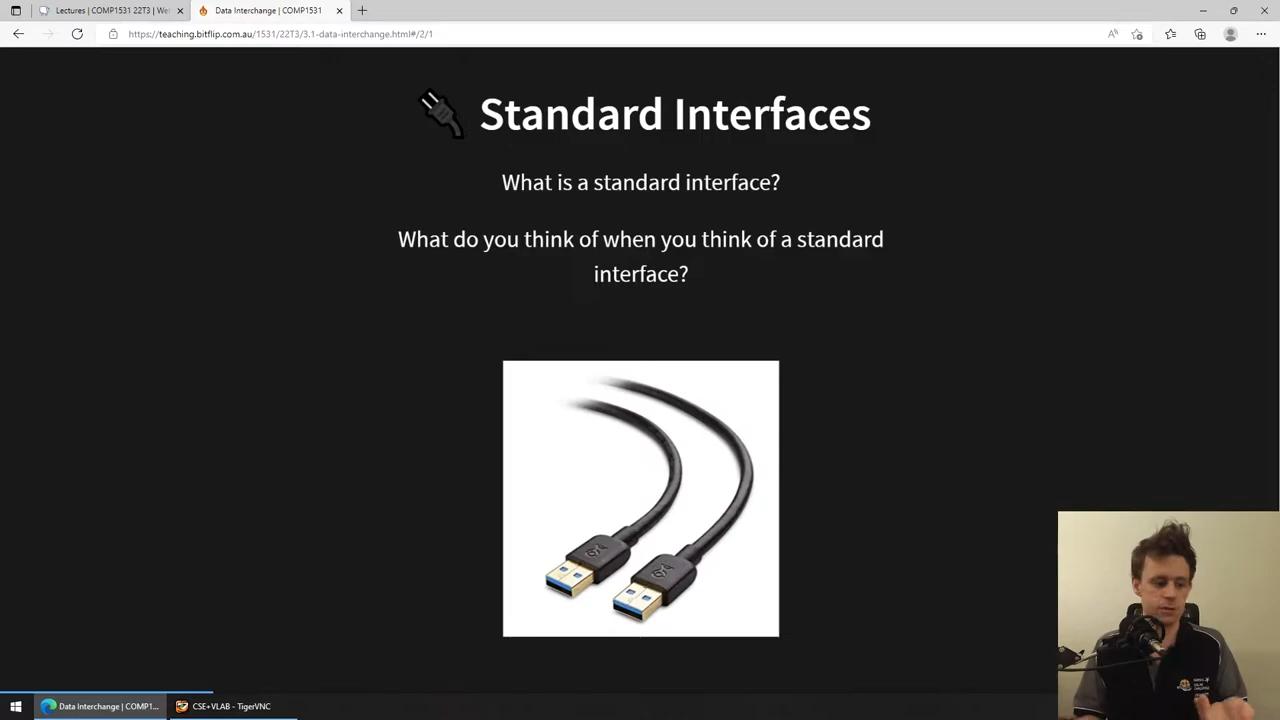 Lectures | COMP1531 22T3 | We
Data Interchange | COMP1531
https://teaching.bitflip.com.au/1531/22T3/3.1-data-interchange.html#/2/1
Standard Interfaces
What is a standard interface?
What do you think of when you think of a standard
interface?
Data Interchange | COMP1...
CSE+VLAB - TigerVNC